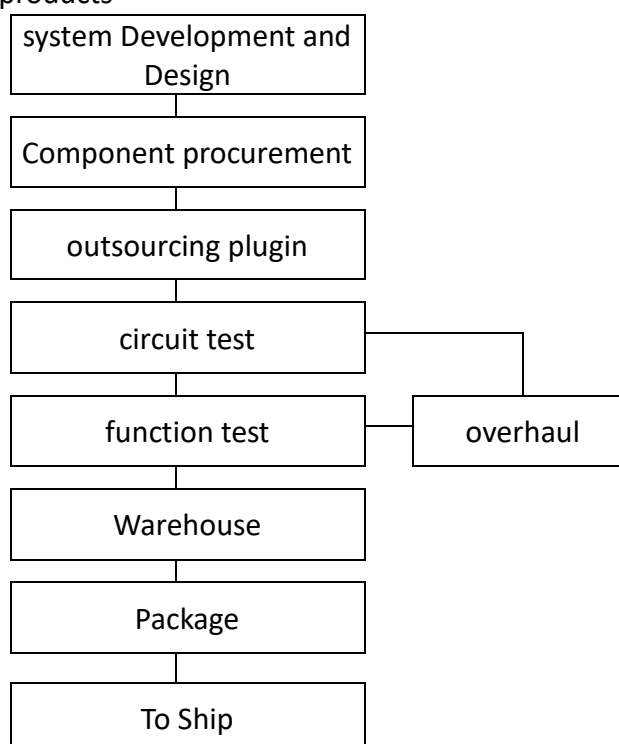 products
system Development and
Design
Component procurement
outsourcing plugin
circuit test
function test
overhaul
Warehouse
Package
To Ship